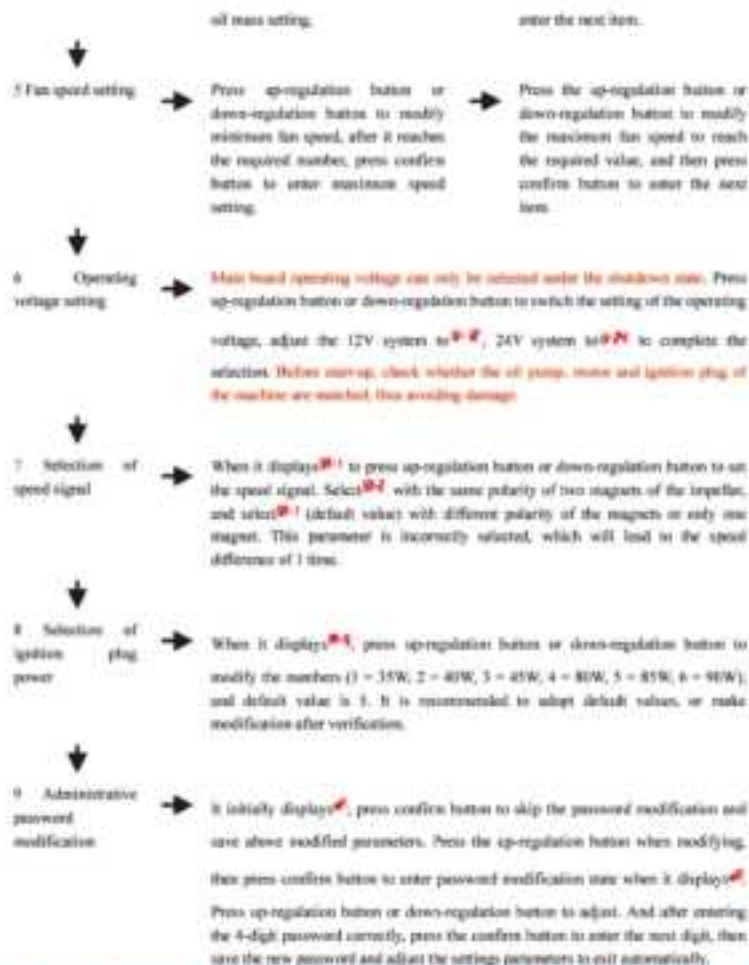 oil mass setting.
enter the next item.
5 Fan speed setting
Press up-regulation button or
down-regulation button to modify
minimum fan speed, after it reaches
the required number, press confirm
button to enter maximum speed
setting.
Press the up-regulation button or
down-regulation button to modify
the maximum fan speed to reach
the required value, and then press
confirm button to enter the next
item.
6 Operating
voltage setting
Main board operating voltage can only be selected under the shutdown state. Press
up-regulation button or down-regulation button to switch the setting of the operating
voltage, adjust the 12V system to , 24V system to to complete the
selection. Before start-up, check whether the oil pump, motor and ignition plug of
the machine are matched, thus avoiding damage.
7 Selection of
speed signal
When it displays to press up-regulation button or down-regulation button to set
the speed signal. Select with the same polarity of two magnets of the impeller,
and select (default value) with different polarity of the magnets or only one
magnet. This parameter is incorrectly selected, which will lead to the speed
difference of 1 time.
8 Selection of
ignition plug
power
When it displays , press up-regulation button or down-regulation button to
modify the numbers (1 = 35W, 2 = 40W, 3 = 45W, 4 = 80W, 5 = 85W, 6 = 90W),
and default value is 5. It is recommended to adopt default values, or make
modification after verification.
9 Administrative
password
modification
It initially displays , press confirm button to skip the password modification and
save above modified parameters. Press the up-regulation button when modifying,
then press confirm button to enter password modification state when it displays .
Press up-regulation button or down-regulation button to adjust. And after entering
the 4-digit password correctly, press the confirm button to enter the next digit, then
save the new password and adjust the settings parameters to exit automatically.